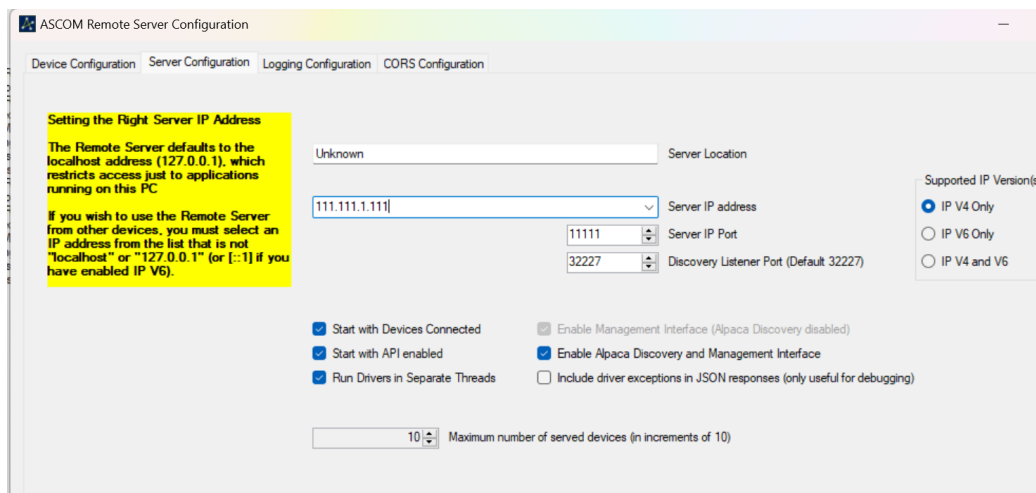 ASCOM Remote Server Configuration
Device Configuration Server Configuration Logging Configuration CORS Configuration
Setting the Right Server IP Address
The Remote Server defaults to the
localhost address (127.0.0.1), which
restricts access just to applications
running on this PC
If you wish to use the Remote Server
from other devices, you must select an
IP address from the list that is not
"localhost" or "127.0.0.1" (or [::1] if you
have enabled IP V6).
Unknown Server Location
111.111.1.111 Server IP address
11111 Server IP Port
32227 Discovery Listener Port (Default 32227)
Supported IP Version(s
IP V4 Only
IP V6 Only
IP V4 and V6
Start with Devices Connected Enable Management Interface (Alpaca Discovery disabled)
Start with API enabled Enable Alpaca Discovery and Management Interface
Run Drivers in Separate Threads Include driver exceptions in JSON responses (only useful for debugging)
10 Maximum number of served devices (in increments of 10)